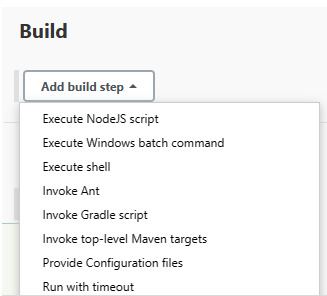 Build
Add build step
Execute NodeJS script
Execute Windows batch command
Execute shell
Invoke Ant
Invoke Gradle script
Invoke top-level Maven targets
Provide Configuration files
Run with timeout